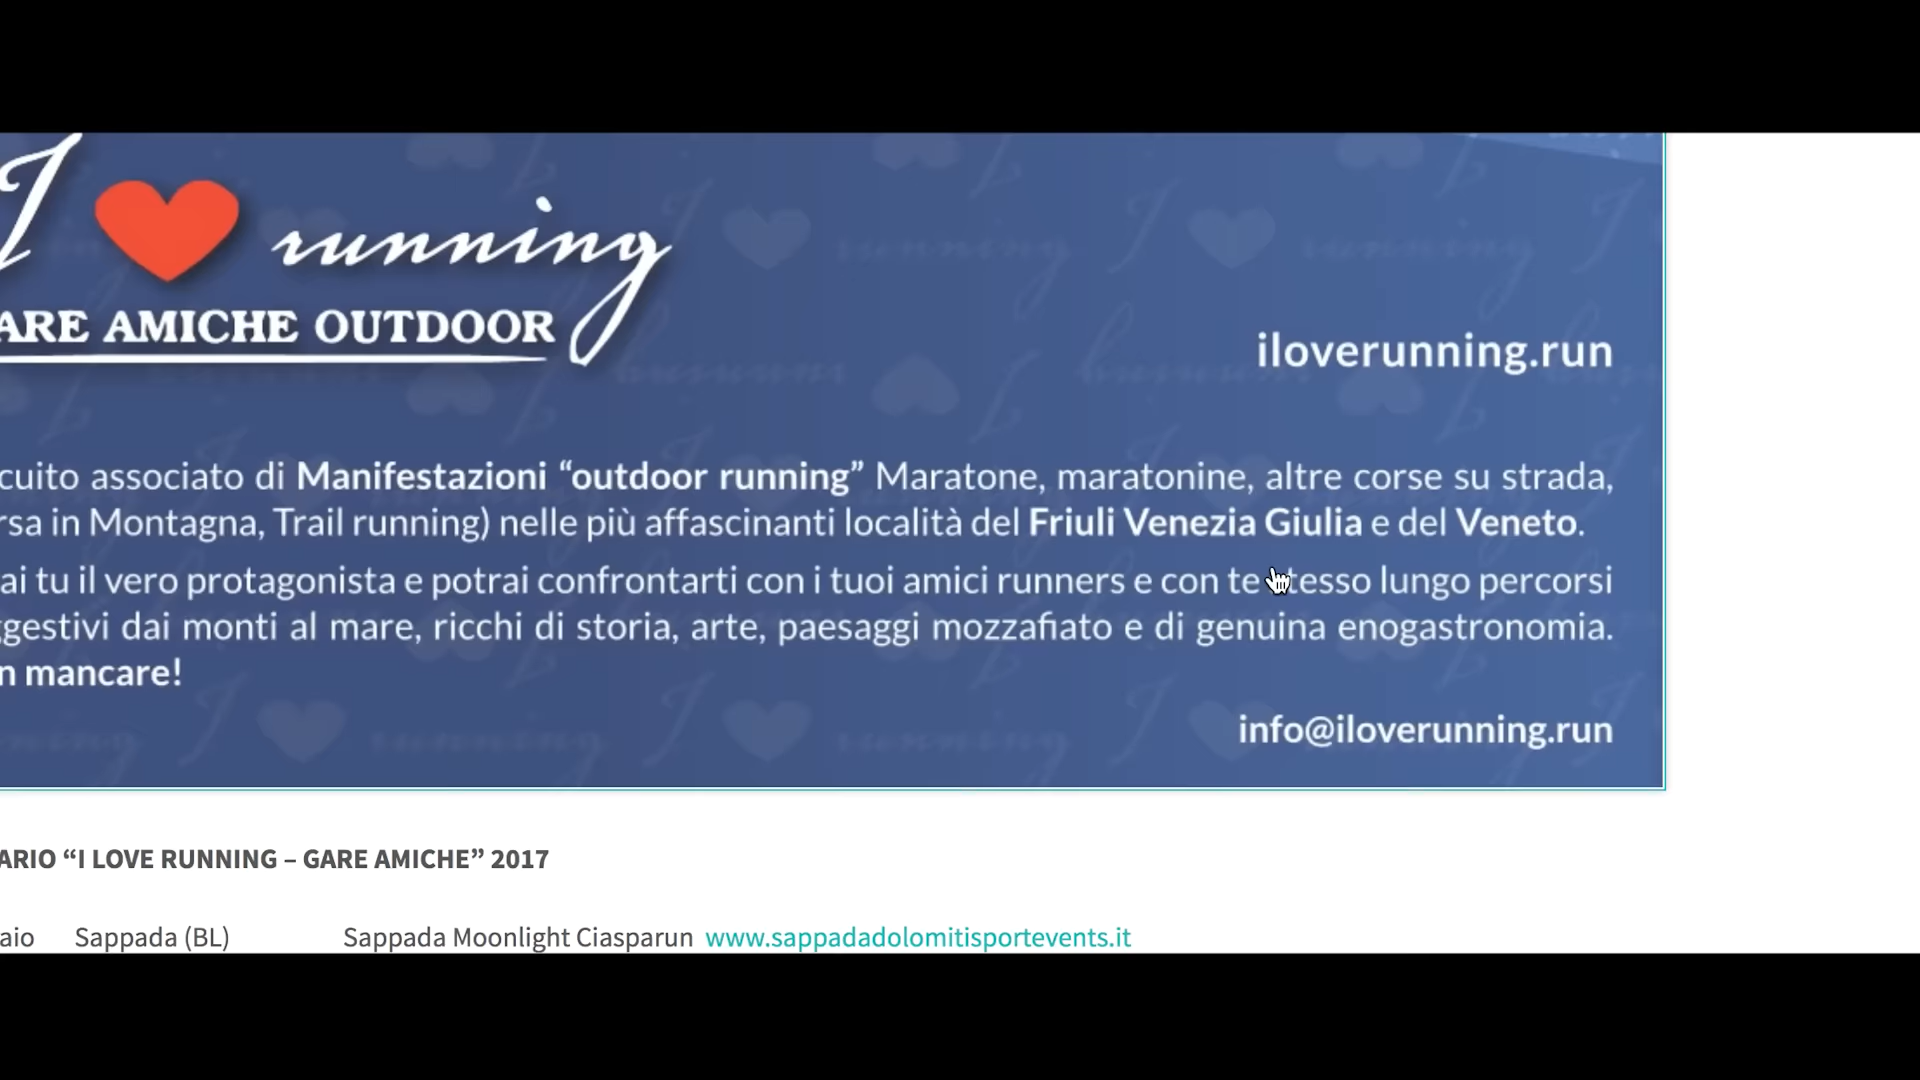 I running
ARE AMICHE OUTDOOR
iloverunning.run
cuito associato di Manifestazioni “outdoor running” Maratone, maratonine, altre corse su strada,
rsa in Montagna, Trail running) nelle più affascinanti località del Friuli Venezia Giulia e del Veneto.
ai tu il vero protagonista e potrai confrontarti con i tuoi amici runners e con te stesso lungo percorsi
ggestivi dai monti al mare, ricchi di storia, arte, paesaggi mozzafiato e di genuina enogastronomia.
n mancare!
info@iloverunning.run
ARIO “I LOVE RUNNING – GARE AMICHE” 2017
aio Sappada (BL) Sappada Moonlight Ciasparun www.sappadadolomitisportevents.it